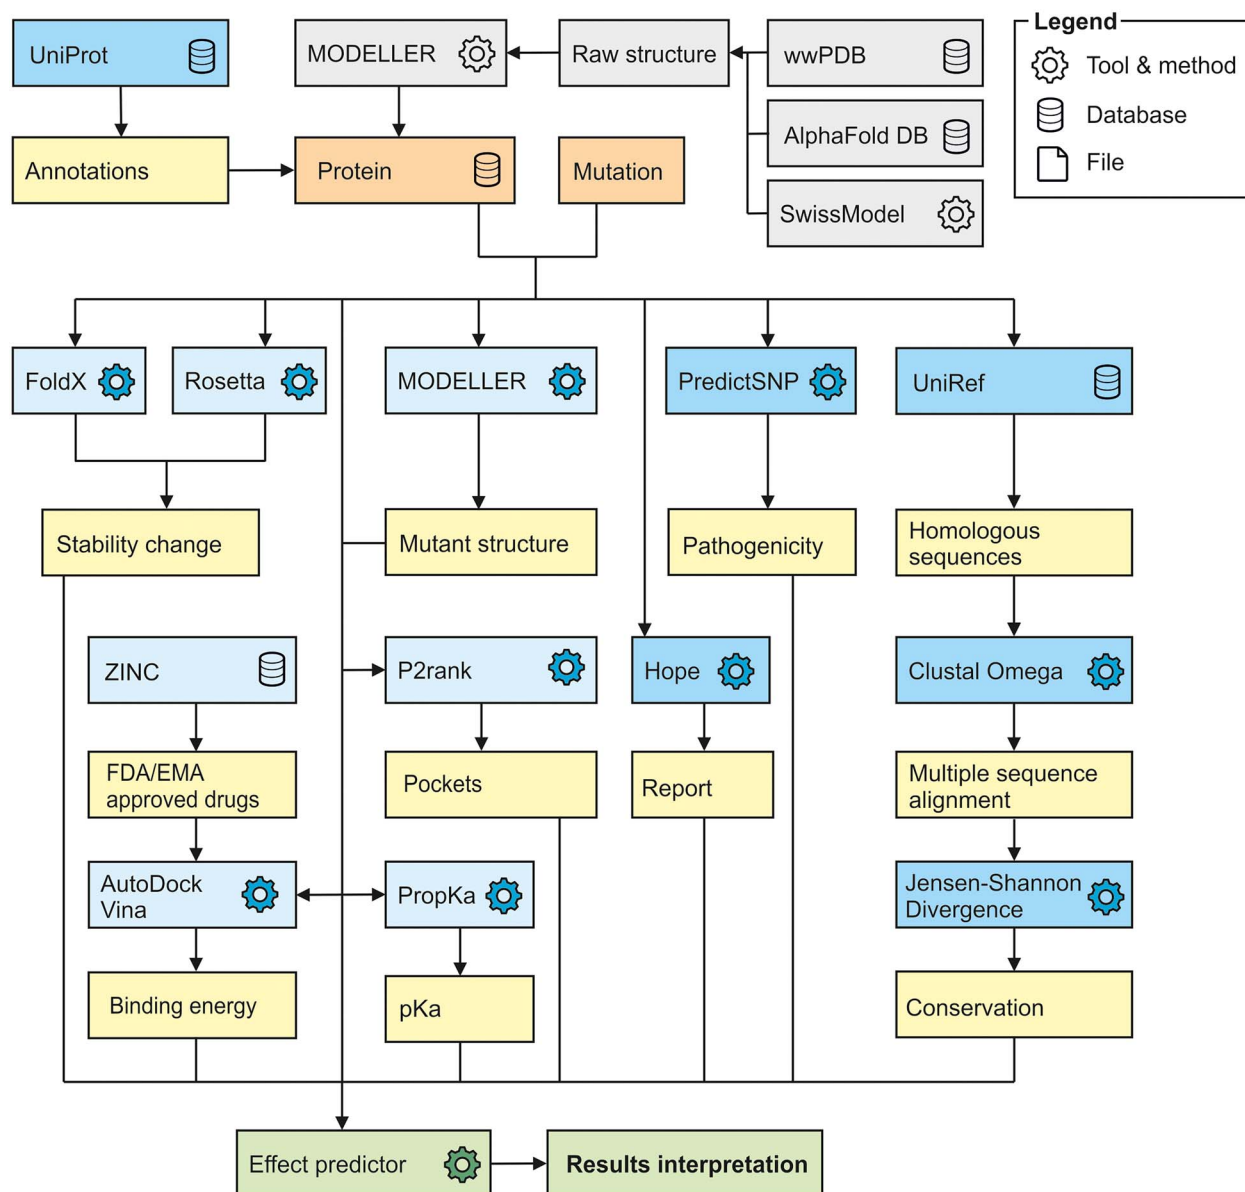 UniProt
MODELLER
Raw structure
wwPDB
Legend
Tool & method
Database
File
AlphaFold DB
Annotations
Protein
Mutation
SwissModel
FoldX
Rosetta
MODELLER
PredictSNP
UniRef
Stability change
Mutant structure
Pathogenicity
Homologous
sequences
ZINC
P2rank
Hope
Clustal Omega
FDA/EMA
approved drugs
Pockets
Report
Multiple sequence
alignment
AutoDock
Vina
PropKa
Jensen-Shannon
Divergence
Binding energy
pKa
Conservation
Effect predictor
Results interpretation